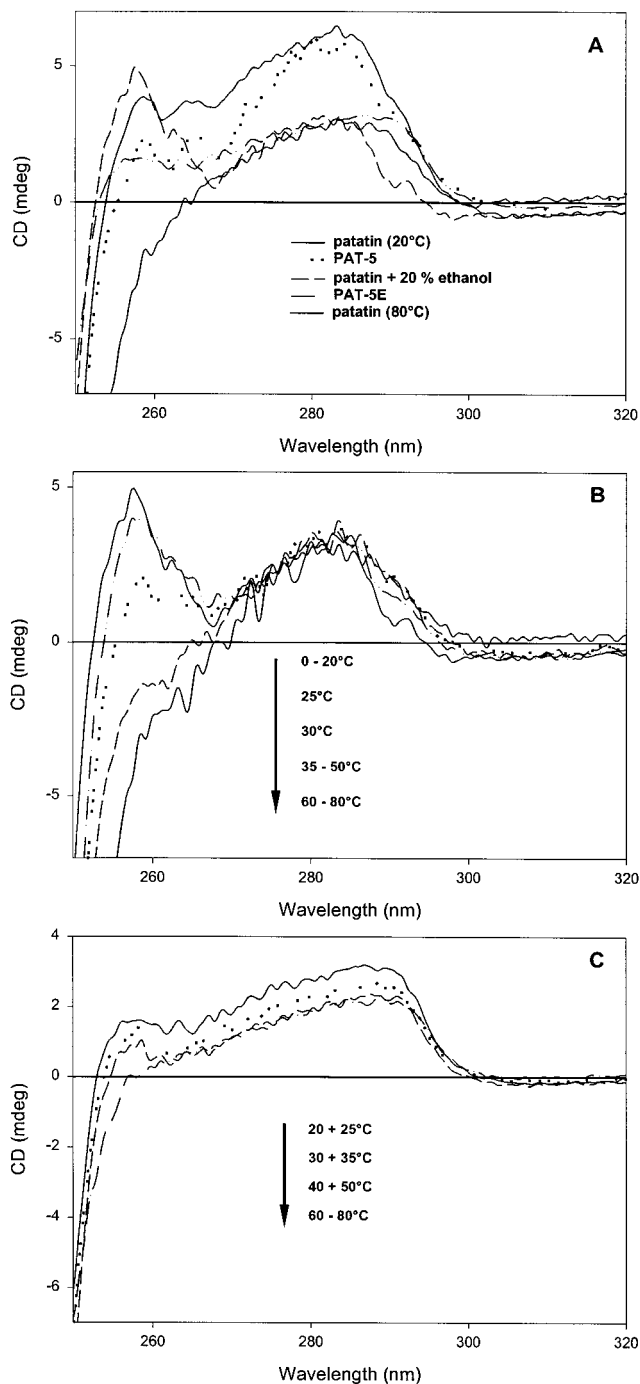 A
5
0
-5
CD (mdeg)
patatin (20°C)
PAT-5
patatin + 20 % ethanol
PAT-5E
patatin (80°C)
260
280
300
320
Wavelength (nm)
B
5
0
-5
CD (mdeg)
0 - 20°C
25°C
30°C
35 - 50°C
60 - 80°C
260
280
300
320
Wavelength (nm)
C
4
2
0
-2
-4
-6
CD (mdeg)
20 + 25°C
30 + 35°C
40 + 50°C
60 - 80°C
260
280
300
320
Wavelength (nm)